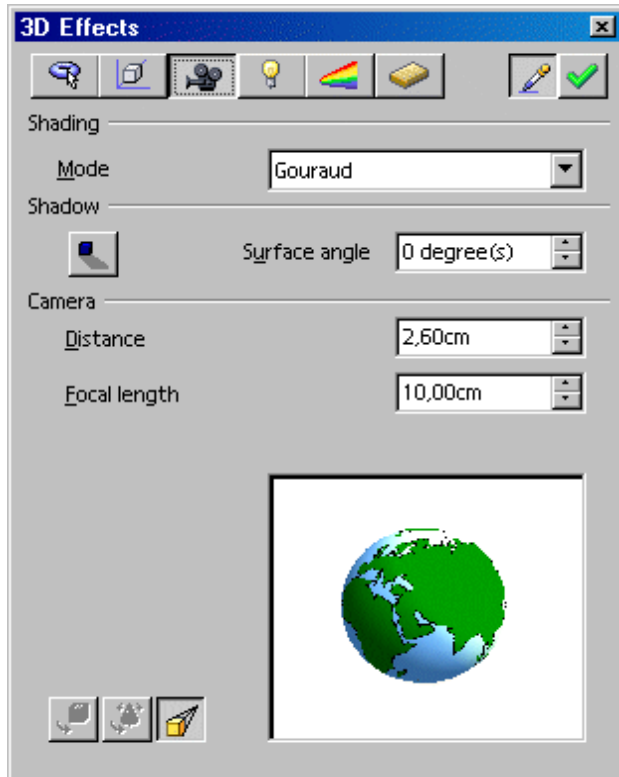 3D Effects
Shading
Mode
Gouraud
Shadow
Surface angle
0 degree(s)
Camera
Distance
2,60cm
Focal length
10,00cm